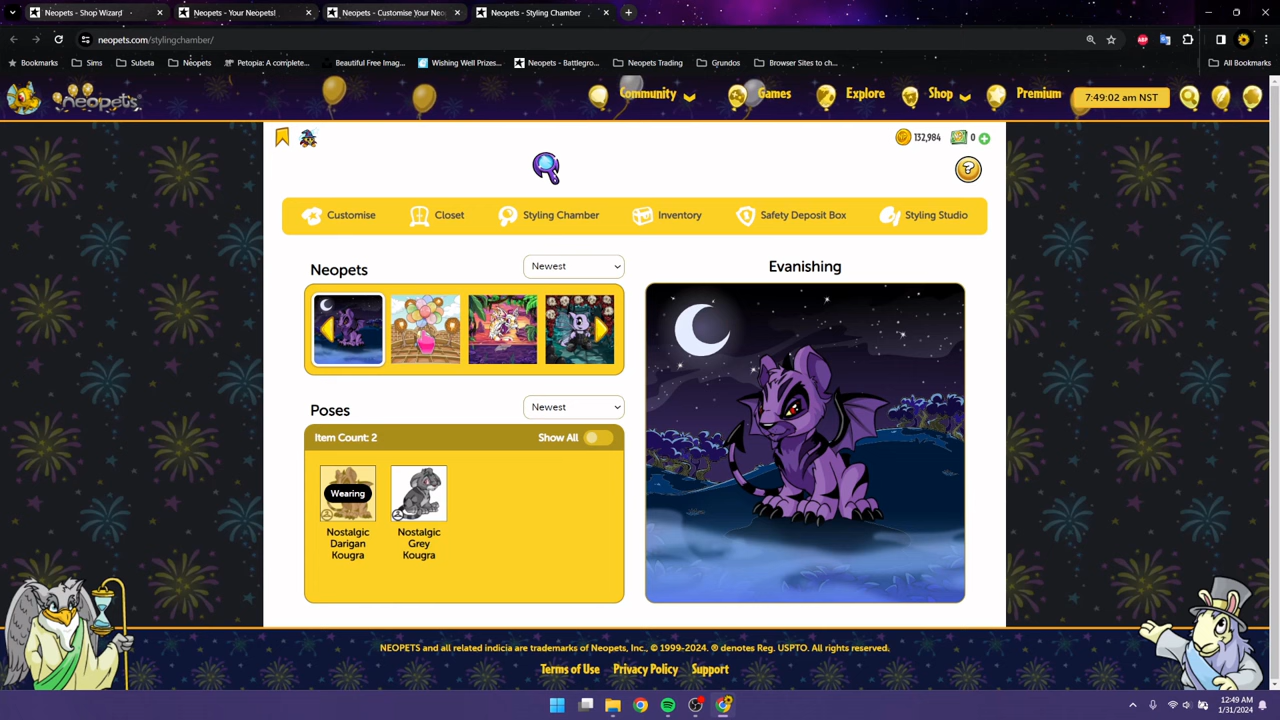 Neopets - Shop Wizard
Neopets - Your Neopets!
Neopets - Customise Your Neo
Neopets - Styling Chamber
neopets.com/stylingchamber/
ABP
Bookmarks
Sims
Subeta
Neopets
Petopia: A complete...
Beautiful Free Imag...
Wishing Well Prizes...
Neopets - Battlegro...
Neopets Trading
Grundos
Browser Sites to ch...
All Bookmarks
neopets
Community
Games
Explore
Shop
Premium
7:49:02 am NST
132,984
0
?
Customise
Closet
Styling Chamber
Inventory
Safety Deposit Box
Styling Studio
Neopets
Newest
Evanishing
Poses
Newest
Item Count: 2
Show All
Wearing
Nostalgic
Darigan
Kougra
Nostalgic
Grey
Kougra
NEOPETS and all related indicia are trademarks of Neopets, Inc., © 1999-2024. ® denotes Reg. USPTO. All rights reserved.
Terms of Use
Privacy Policy
Support
12:49 AM
1/31/2024